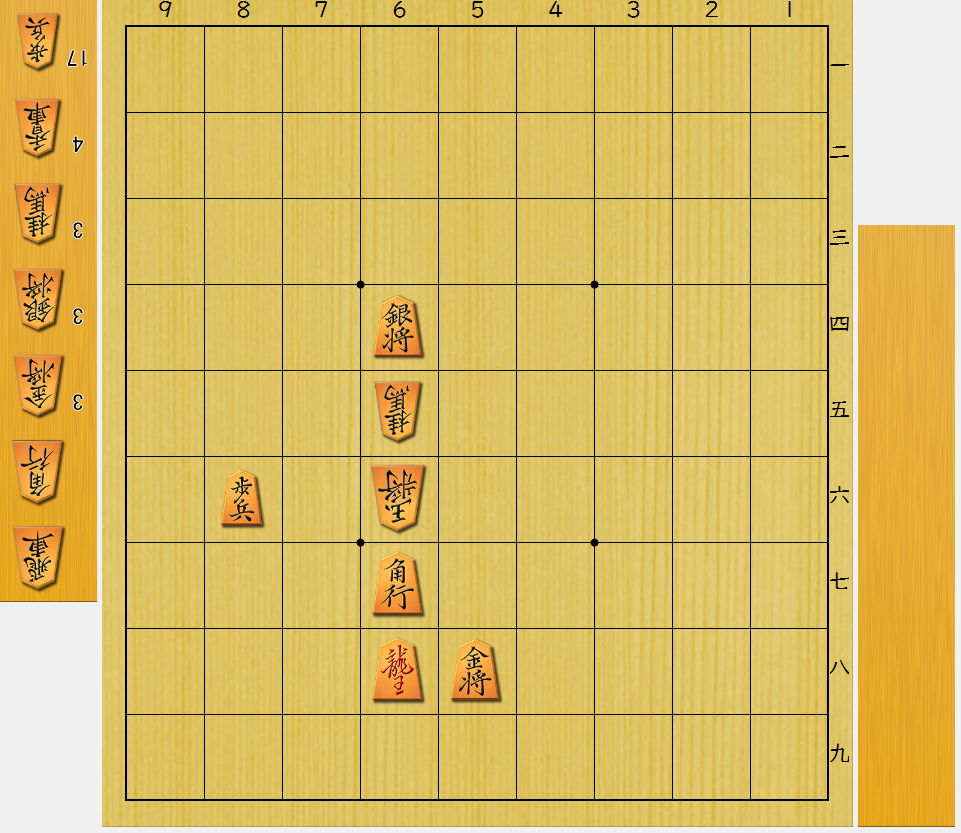 9 8 7 6 5 4 3 2 1
歩兵 17
香車 4
桂馬 3
銀将 3
金将 3
角行
飛車
一
二
三
銀将 四
桂馬 五
歩兵 玉将 六
角行 七
龍王 金将 八
九